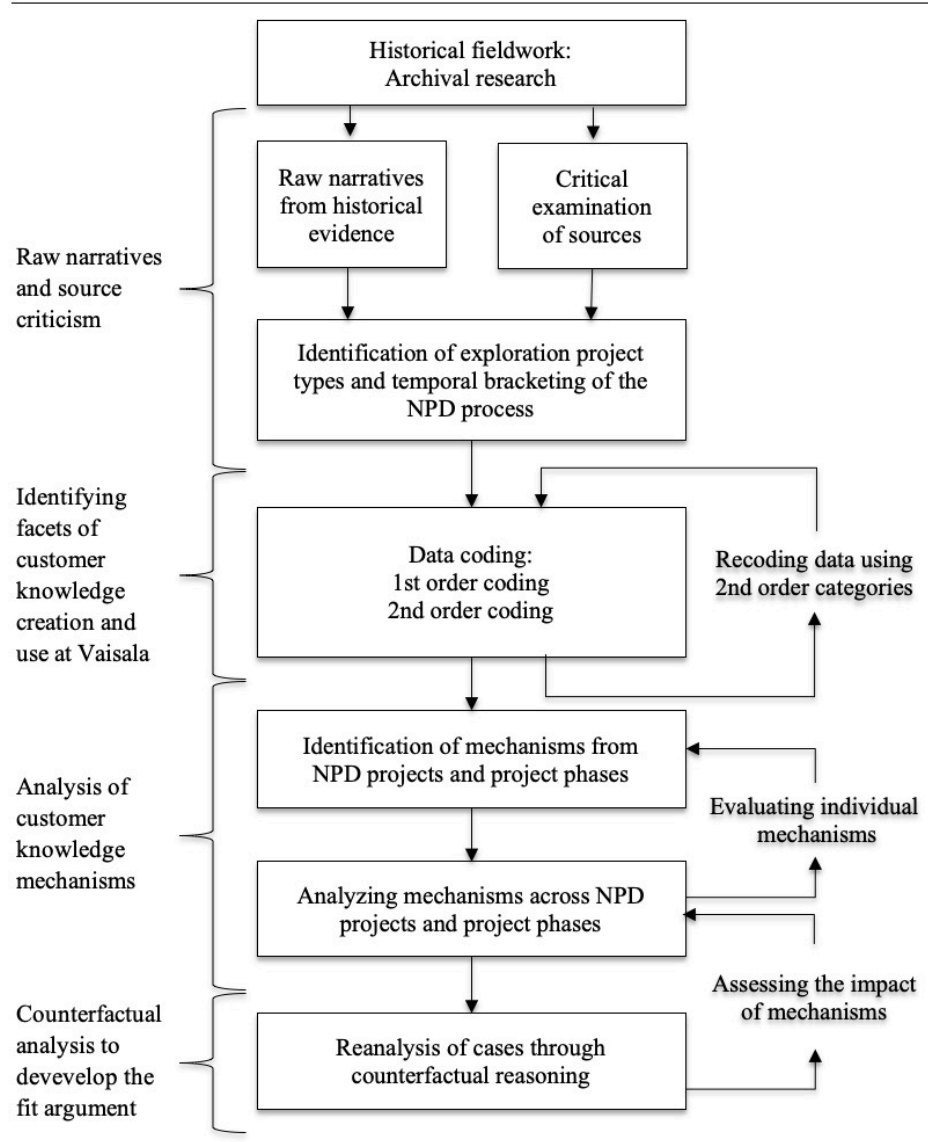 Historical fieldwork:
Archival research
Raw narratives
from historical
evidence
Critical
examination
of sources
Raw narratives
and source
criticism
Identification of exploration project
types and temporal bracketing of the
NPD process
Identifying
facets of
customer
knowledge
creation and
use at Vaisala
Data coding:
1st order coding
2nd order coding
Recoding data using
2nd order categories
Analysis of
customer
knowledge
mechanisms
Identification of mechanisms from
NPD projects and project phases
Evaluating individual
mechanisms
Analyzing mechanisms across NPD
projects and project phases
Assessing the impact
of mechanisms
Counterfactual
analysis to
devevelop the
fit argument
Reanalysis of cases through
counterfactual reasoning